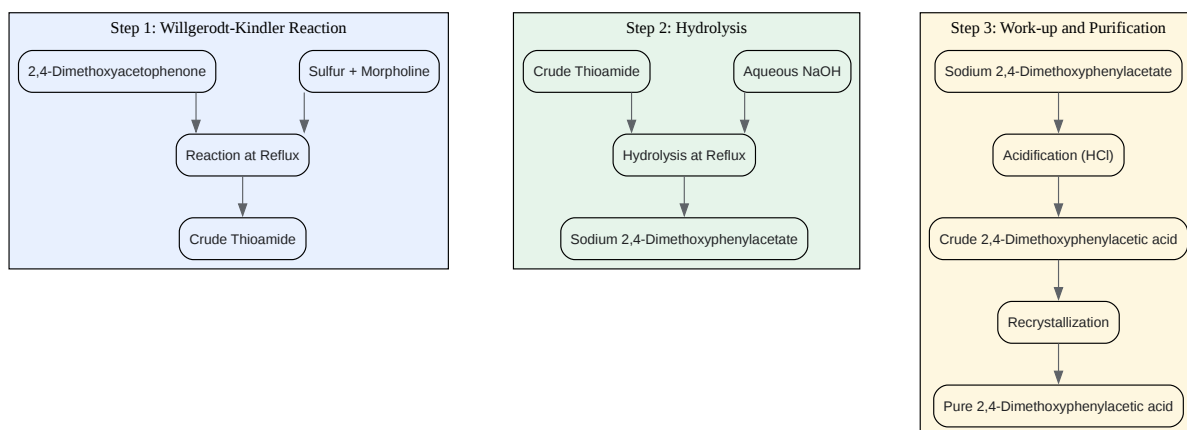 Step 1: Willgerodt-Kindler Reaction
2,4-Dimethoxyacetophenone
Sulfur + Morpholine
Reaction at Reflux
Crude Thioamide
Step 2: Hydrolysis
Crude Thioamide
Aqueous NaOH
Hydrolysis at Reflux
Sodium 2,4-Dimethoxyphenylacetate
Step 3: Work-up and Purification
Sodium 2,4-Dimethoxyphenylacetate
Acidification (HCl)
Crude 2,4-Dimethoxyphenylacetic acid
Recrystallization
Pure 2,4-Dimethoxyphenylacetic acid